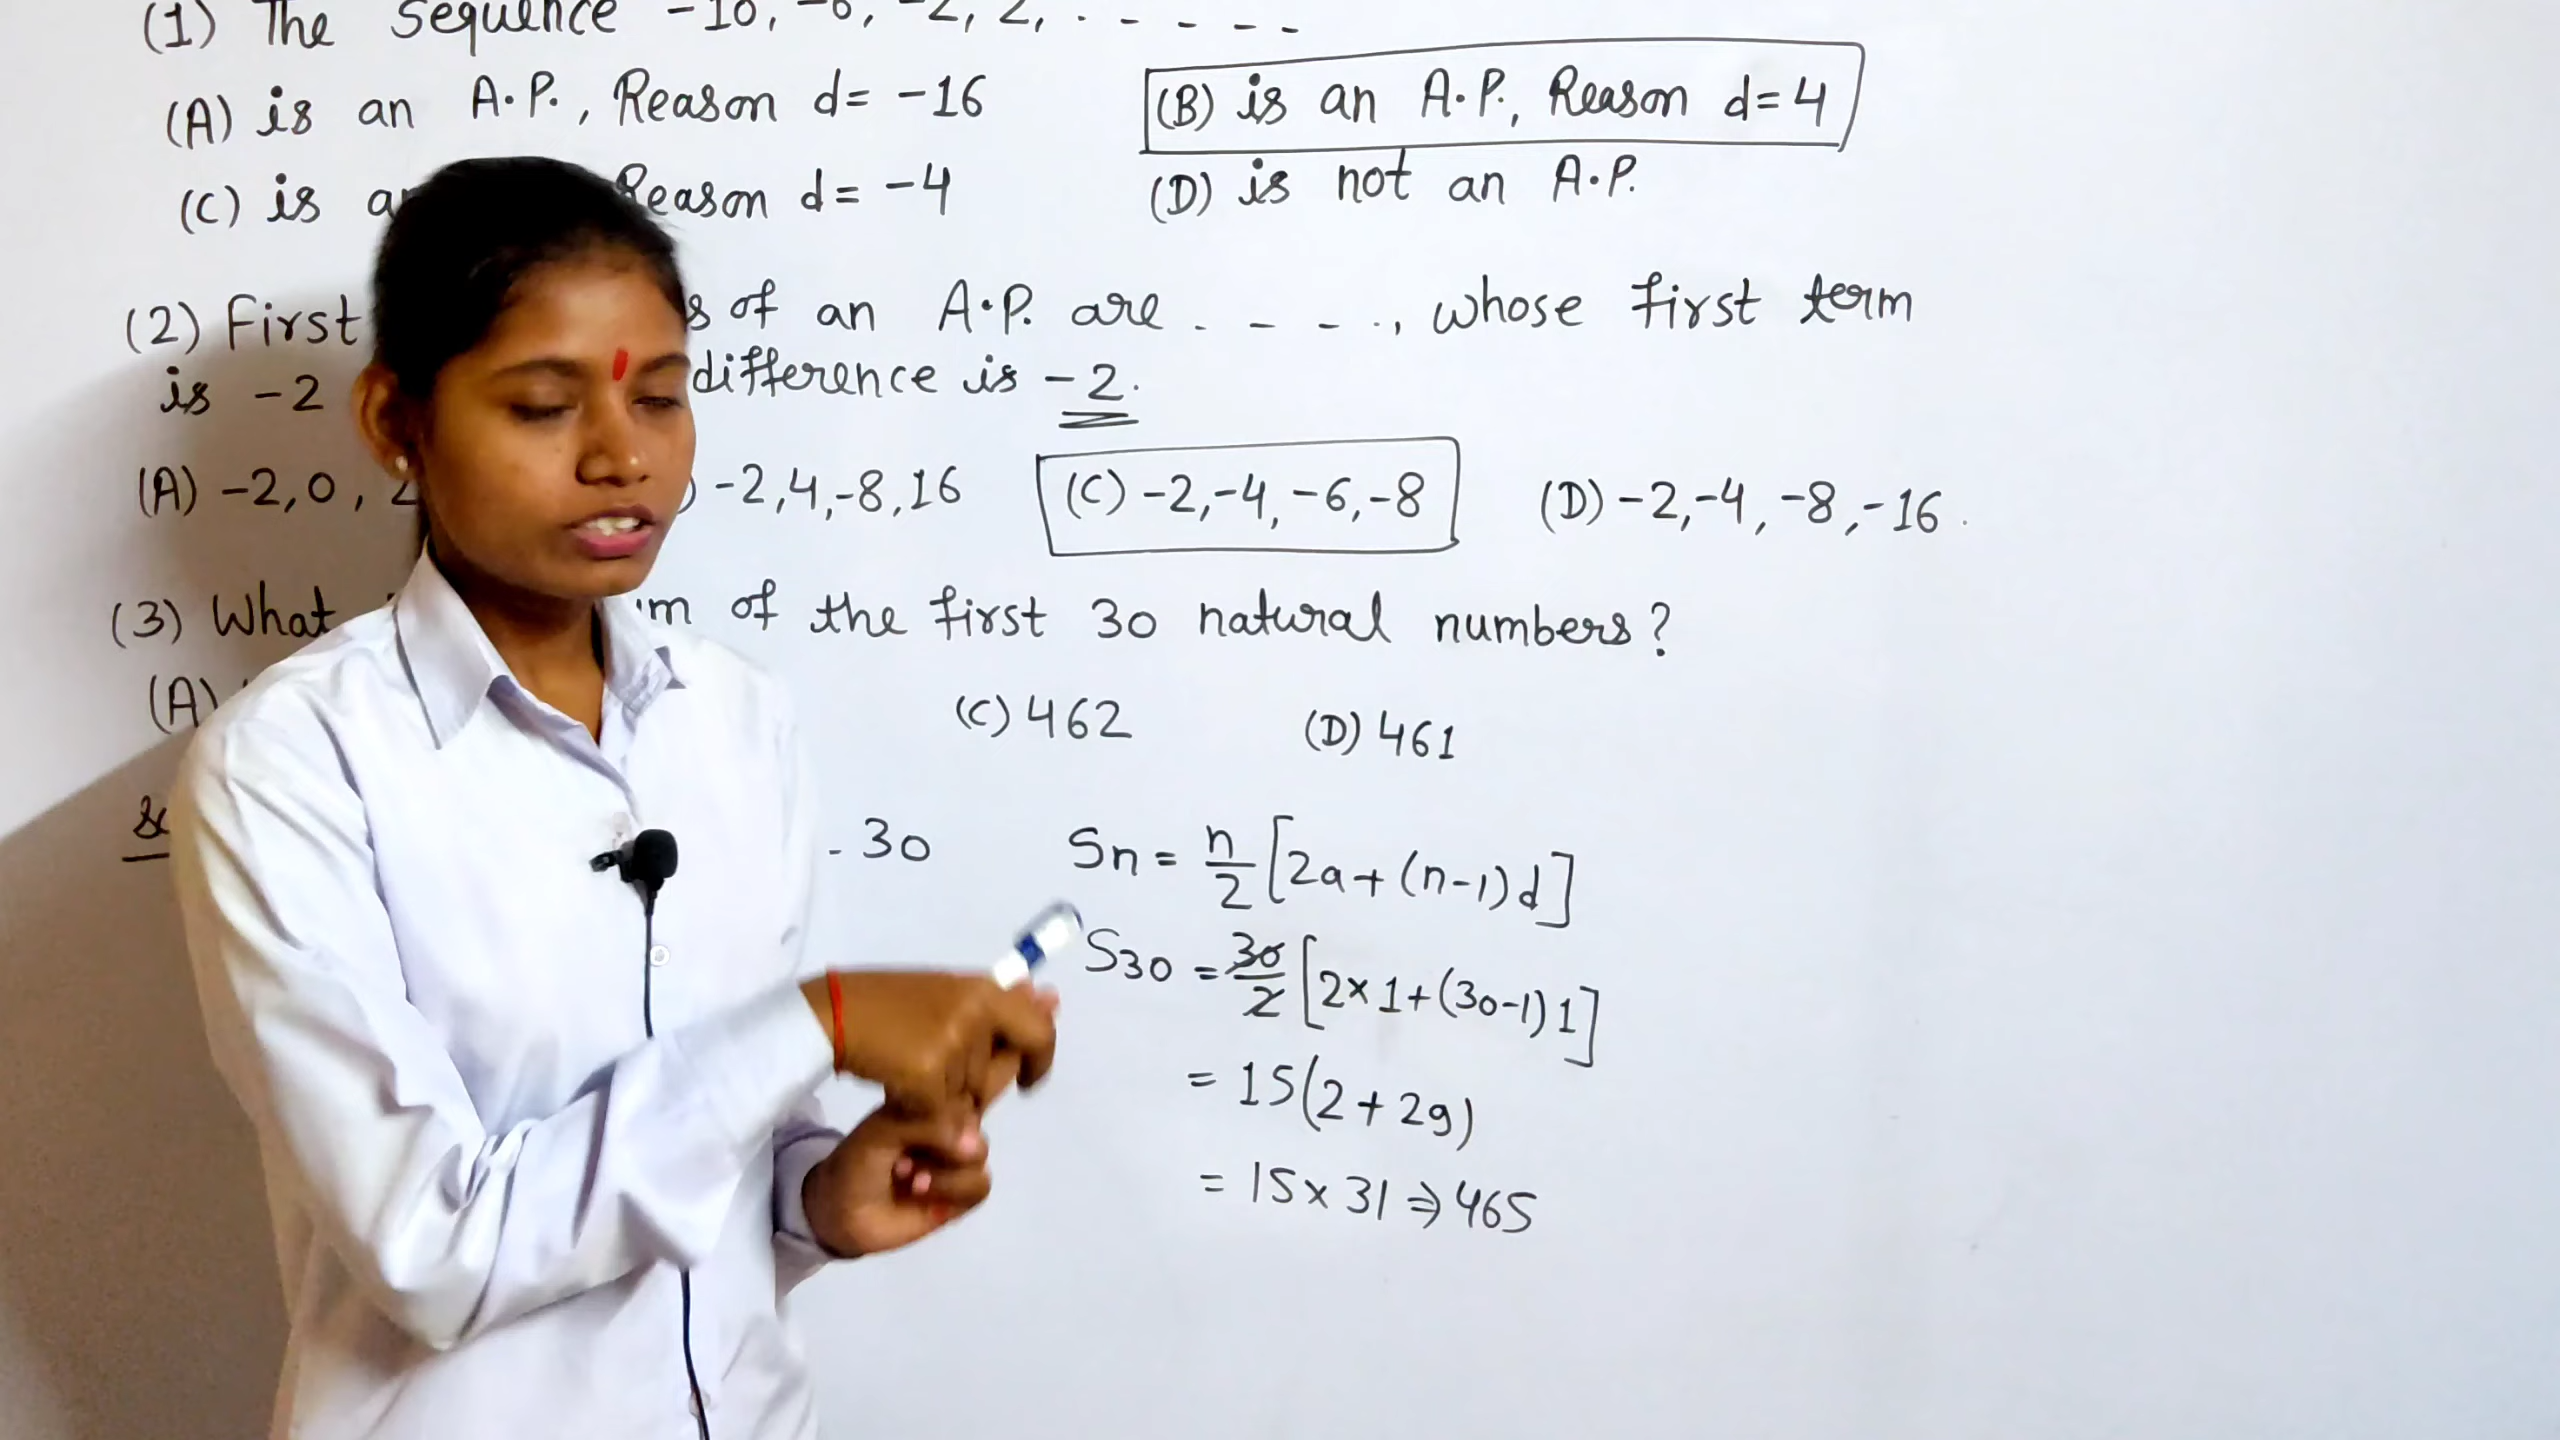 (1) The sequence -10, -6, -2, 2, . - - - -
(A) is an A.P., Reason d= -16 (B) is an A.P., Reason d=4
(C) is Reason d= -4 (D) is not an A.P.
(2) First of an A.P. are . - - - ., whose first term
is -2 difference is -2.
(A) -2,0, -2,4,-8,16 (C) -2,-4,-6,-8 (D) -2,-4,-8,-16.
(3) What of the first 30 natural numbers?
(A) (C) 462 (D) 461
- 30 Sn = n/2 [2a+(n-1)d]
S30 = 30/2 [2×1+(30-1)1]
= 15(2+29)
= 15×31 ⇒ 465